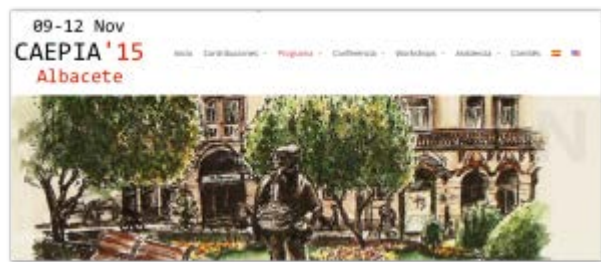 09-12 Nov
CAEPIA'15
Albacete
Inicio Contribuciones Programa Conferencia Workshops Asistencia Comités